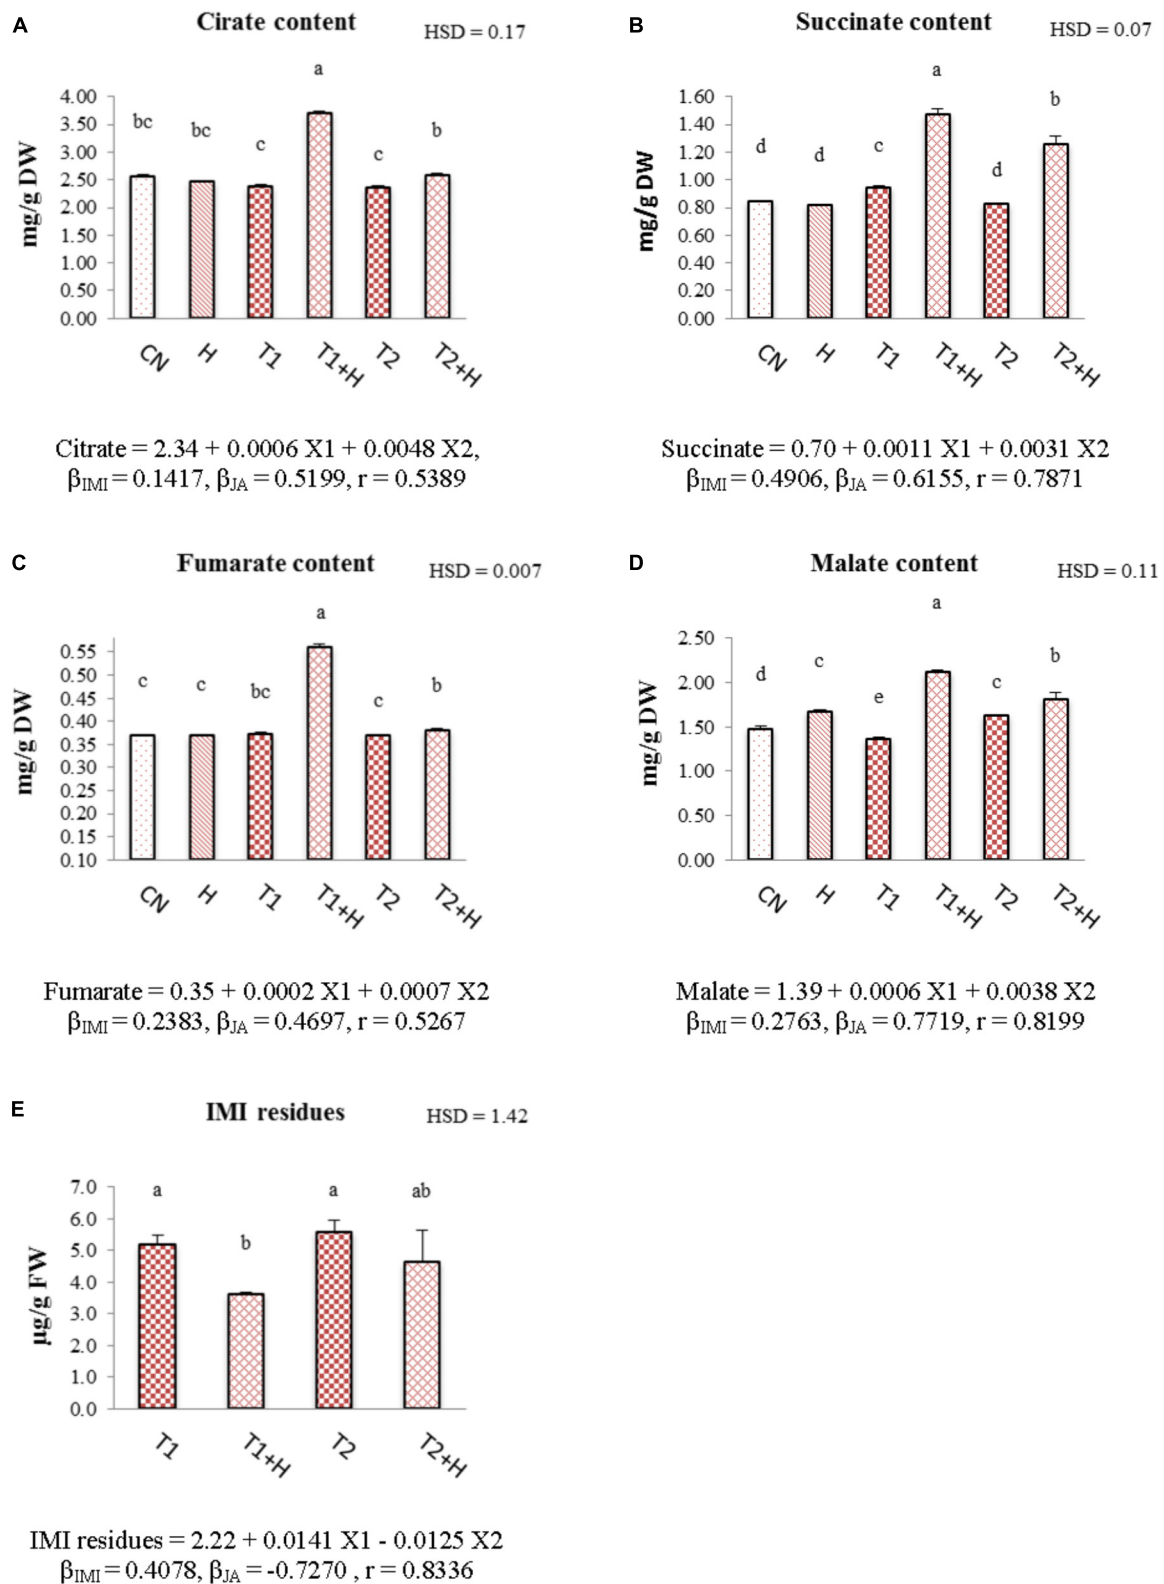 A
Cirate content
HSD = 0.17
mg/g DW
4.00
3.50
3.00
2.50
2.00
1.50
1.00
0.50
0.00
bc
bc
c
a
c
b
CN
H
T1
T1+H
T2
T2+H
Citrate = 2.34 + 0.0006 X1 + 0.0048 X2,
βIMI = 0.1417, βJA = 0.5199, r = 0.5389
B
Succinate content
HSD = 0.07
mg/g DW
1.60
1.40
1.20
1.00
0.80
0.60
0.40
0.20
0.00
d
d
c
a
d
b
CN
H
T1
T1+H
T2
T2+H
Succinate = 0.70 + 0.0011 X1 + 0.0031 X2
βIMI = 0.4906, βJA = 0.6155, r = 0.7871
C
Fumarate content
HSD = 0.007
mg/g DW
0.55
0.50
0.45
0.40
0.35
0.30
0.25
0.20
0.15
0.10
c
c
bc
a
c
b
CN
H
T1
T1+H
T2
T2+H
Fumarate = 0.35 + 0.0002 X1 + 0.0007 X2
βIMI = 0.2383, βJA = 0.4697, r = 0.5267
D
Malate content
HSD = 0.11
mg/g DW
2.50
2.00
1.50
1.00
0.50
0.00
d
c
e
a
c
b
CN
H
T1
T1+H
T2
T2+H
Malate = 1.39 + 0.0006 X1 + 0.0038 X2
βIMI = 0.2763, βJA = 0.7719, r = 0.8199
E
IMI residues
HSD = 1.42
µg/g FW
7.0
6.0
5.0
4.0
3.0
2.0
1.0
0.0
a
b
a
ab
T1
T1+H
T2
T2+H
IMI residues = 2.22 + 0.0141 X1 - 0.0125 X2
βIMI = 0.4078, βJA = -0.7270 , r = 0.8336